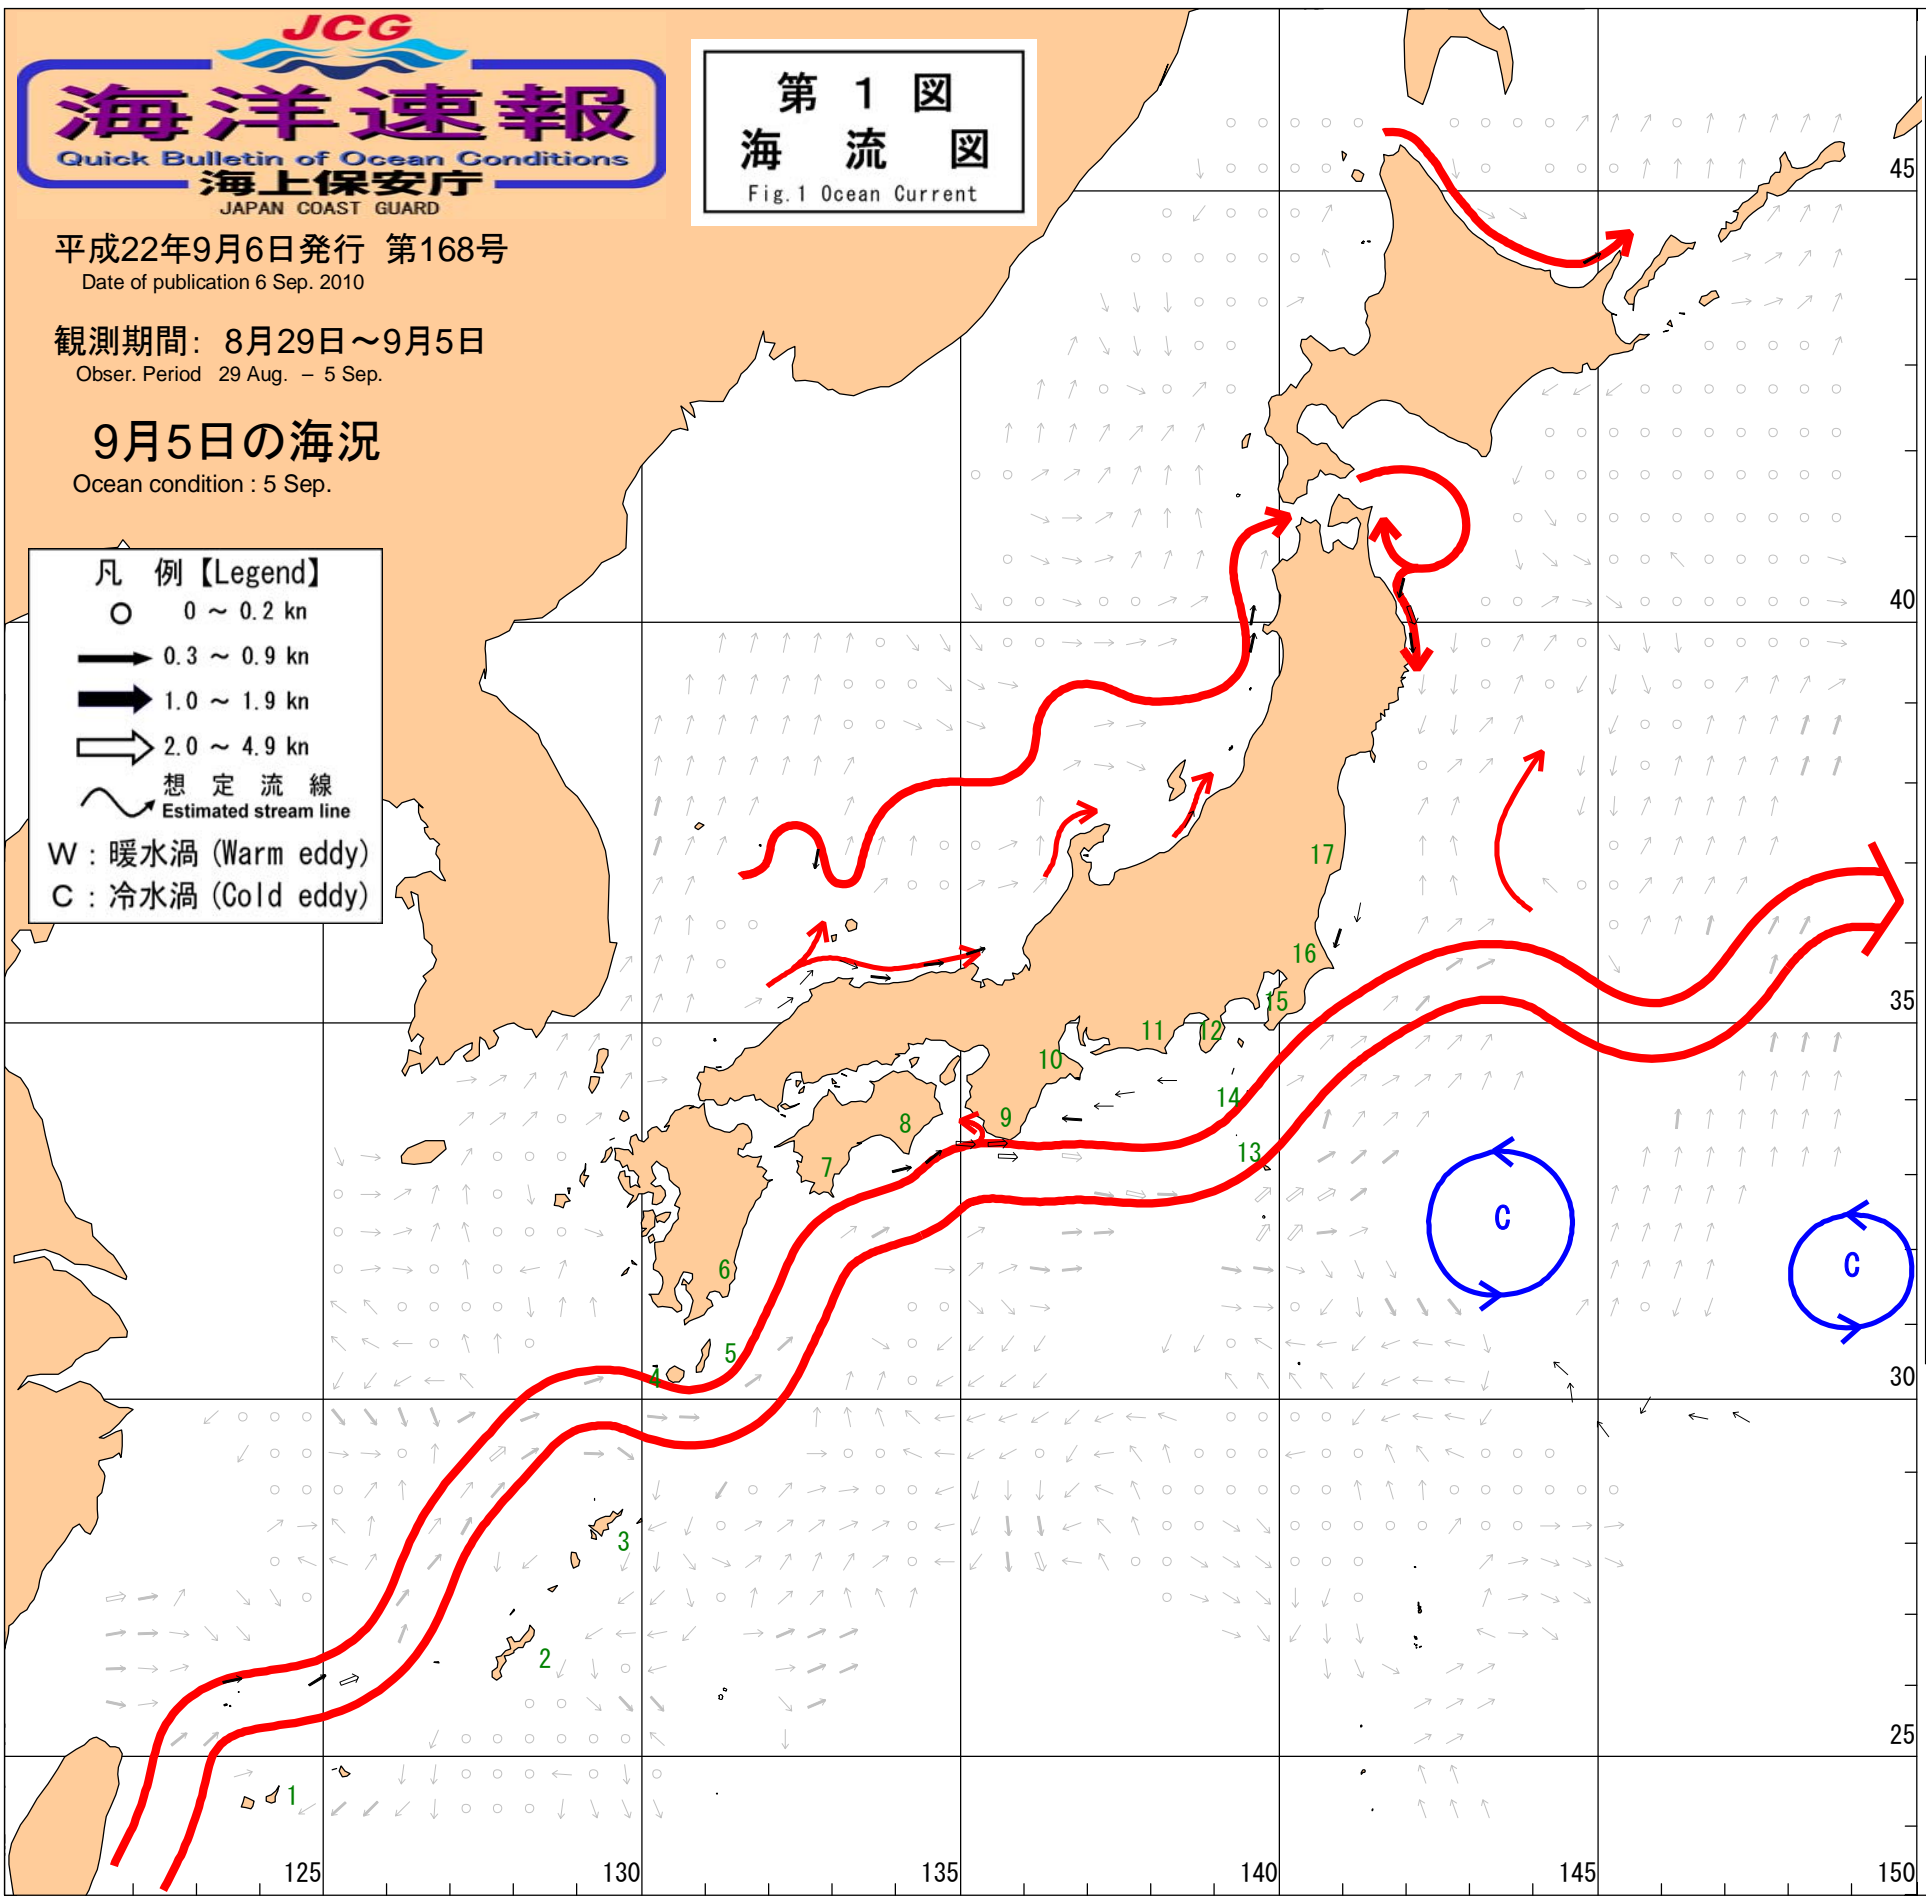 JCG
海洋速報
Quick Bulletin of Ocean Conditions
海上保安庁
JAPAN COAST GUARD
第 1 図
海 流 図
Fig.1 Ocean Current
平成22年9月6日発行 第168号
Date of publication 6 Sep. 2010
観測期間: 8月29日～9月5日
Obser. Period 29 Aug. – 5 Sep.
9月5日の海況
Ocean condition : 5 Sep.
凡 例【Legend】
0 ～ 0.2 kn
0.3 ～ 0.9 kn
1.0 ～ 1.9 kn
2.0 ～ 4.9 kn
想 定 流 線
Estimated stream line
W : 暖水渦 (Warm eddy)
C : 冷水渦 (Cold eddy)
45
40
17
16
35
15
11
12
10
14
9
8
13
7
C
6
C
5
4
30
3
2
25
1
125
130
135
140
145
150